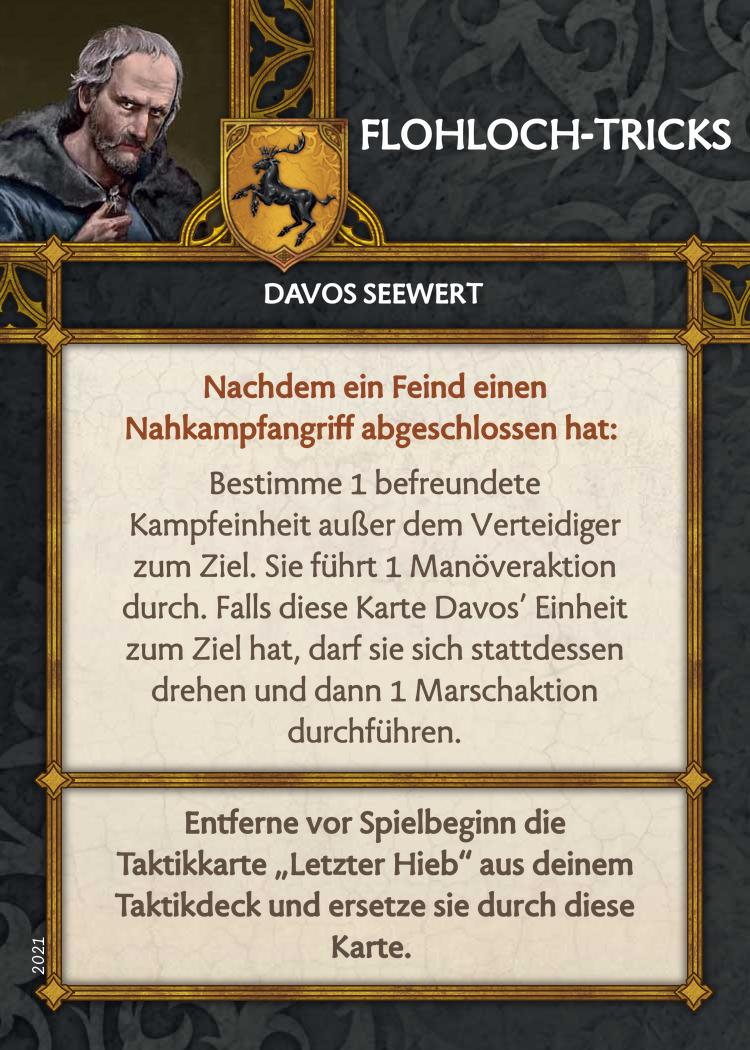 FLOHLOCH-TRICKS
DAVOS SEEWERT
Nachdem ein Feind einen
Nahkampfangriff abgeschlossen hat:
Bestimme 1 befreundete
Kampfeinheit außer dem Verteidiger
zum Ziel. Sie führt 1 Manöveraktion
durch. Falls diese Karte Davos’ Einheit
zum Ziel hat, darf sie sich stattdessen
drehen und dann 1 Marschaktion
durchführen.
Entferne vor Spielbeginn die
Taktikkarte „Letzter Hieb“ aus deinem
Taktikdeck und ersetze sie durch diese
Karte.
2021